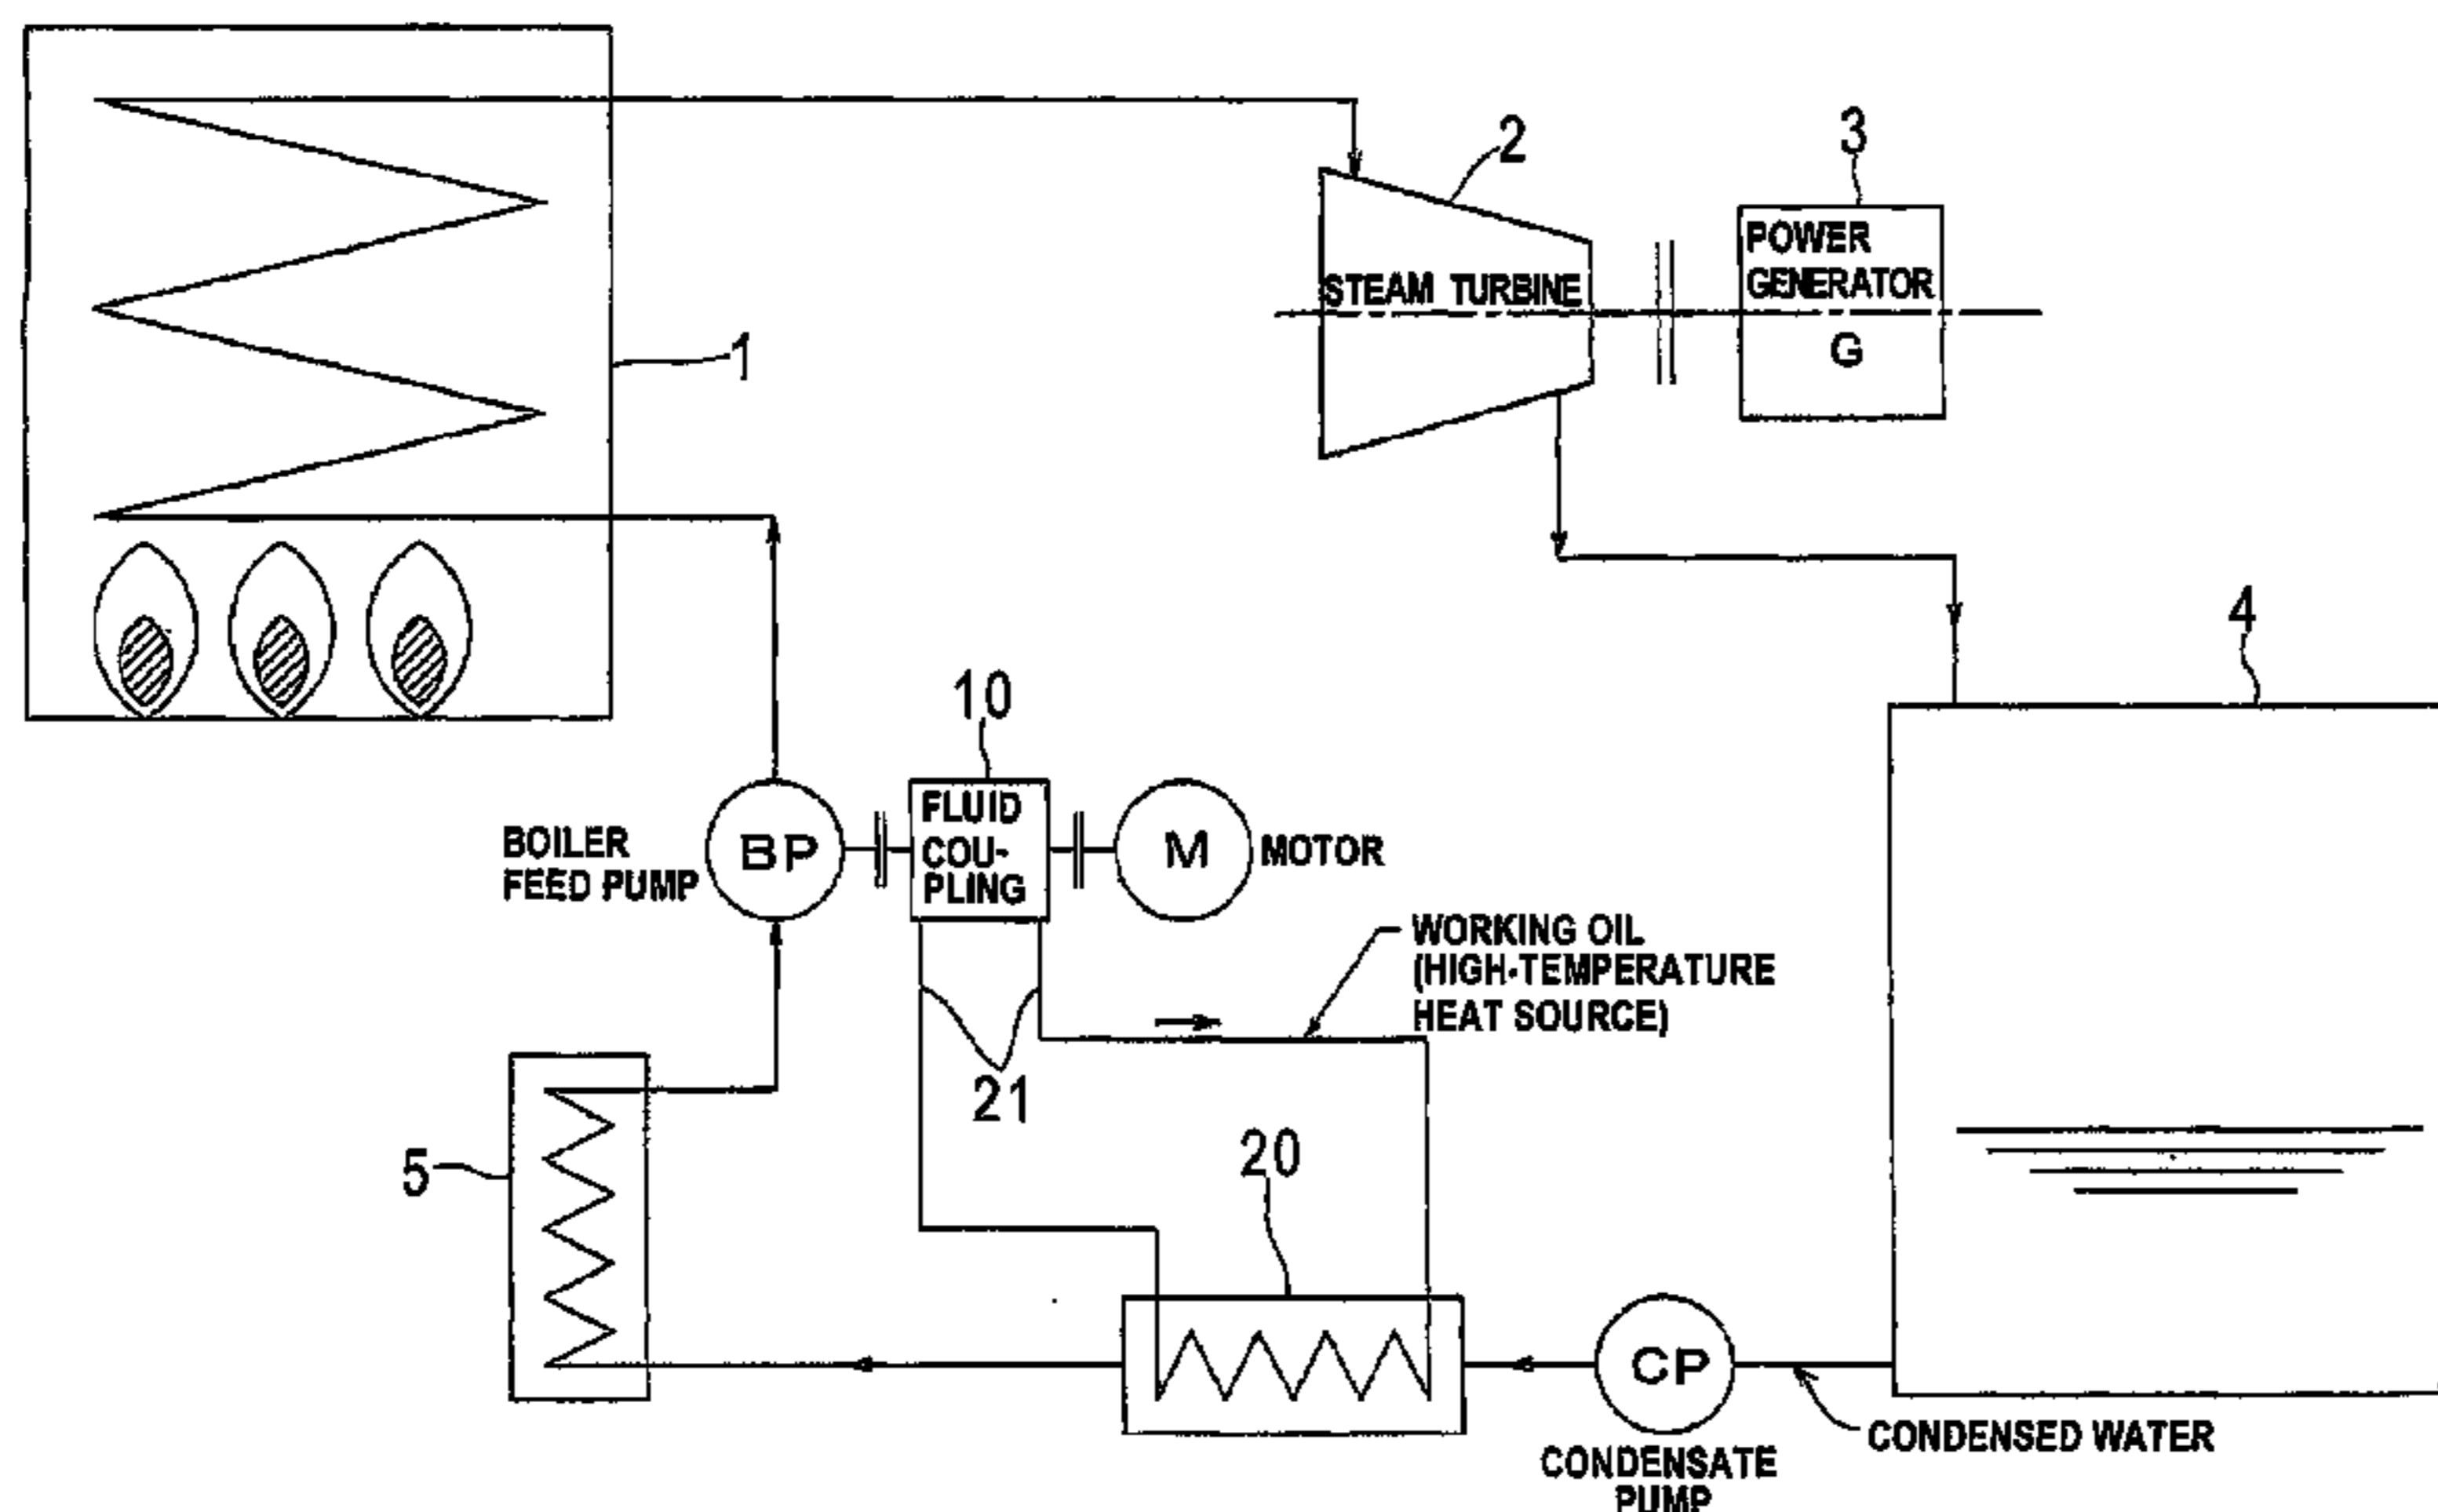 2
3
POWER
GENERATOR
G
STEAM TURBINE
1
4
10
FLUID
COU-
PLING
BP
BOILER
FEED PUMP
M
MOTOR
WORKING OIL
(HIGH-TEMPERATURE
HEAT SOURCE)
21
5
20
CP
CONDENSED WATER
CONDENSATE
PUMP